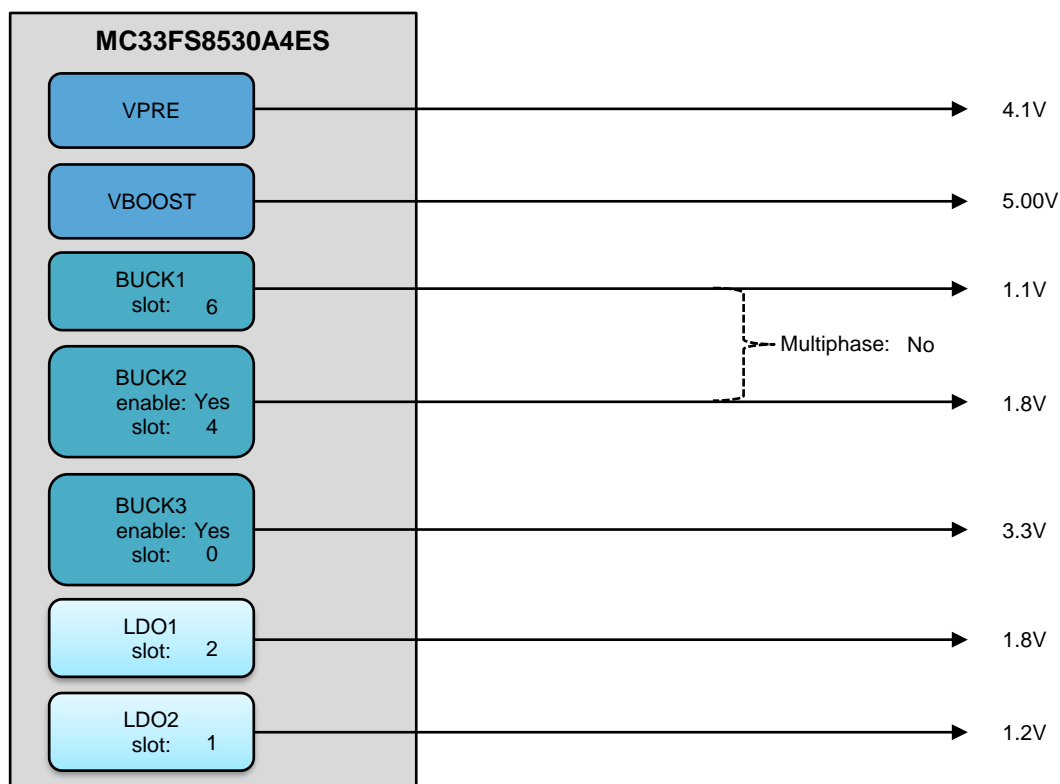 MC33FS8530A4ES
VPRE
4.1V
VBOOST
5.00V
BUCK1
slot: 6
1.1V
Multiphase: No
BUCK2
enable: Yes
slot: 4
1.8V
BUCK3
enable: Yes
slot: 0
3.3V
LDO1
slot: 2
1.8V
LDO2
slot: 1
1.2V